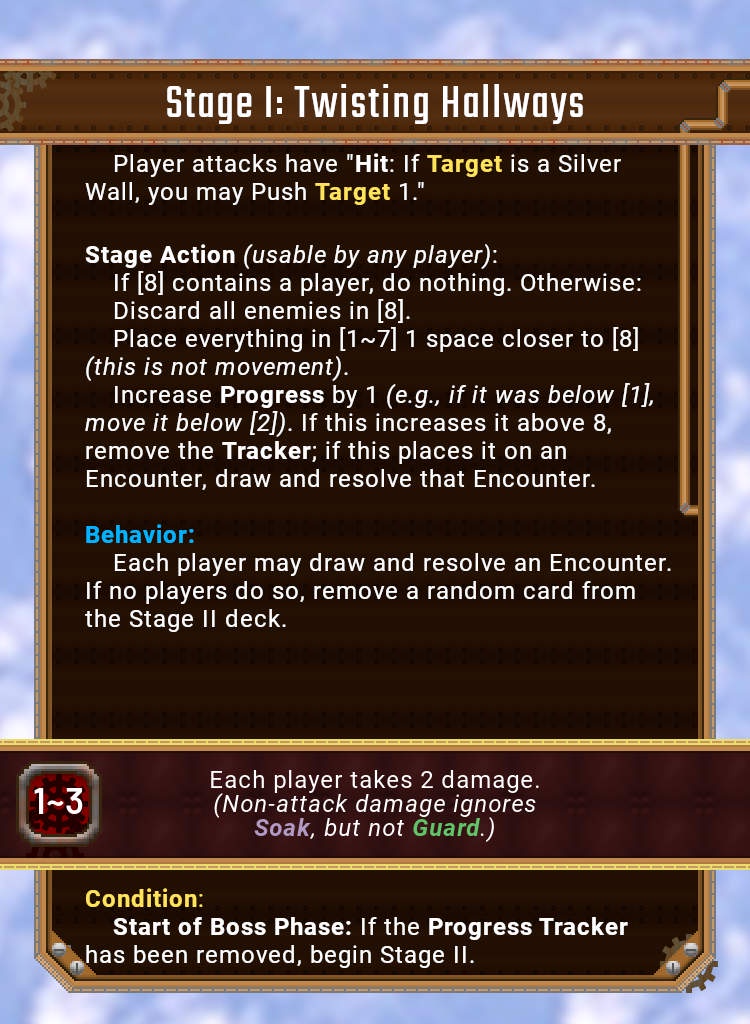 Stage I: Twisting Hallways
Player attacks have "Hit: If Target is a Silver
Wall, you may Push Target 1."
Stage Action (usable by any player):
If [8] contains a player, do nothing. Otherwise:
Discard all enemies in [8].
Place everything in [1~7] 1 space closer to [8]
(this is not movement).
Increase Progress by 1 (e.g., if it was below [1],
move it below [2]). If this increases it above 8,
remove the Tracker; if this places it on an
Encounter, draw and resolve that Encounter.
Behavior:
Each player may draw and resolve an Encounter.
If no players do so, remove a random card from
the Stage II deck.
1~3
Each player takes 2 damage.
(Non-attack damage ignores
Soak, but not Guard.)
Condition:
Start of Boss Phase: If the Progress Tracker
has been removed, begin Stage II.